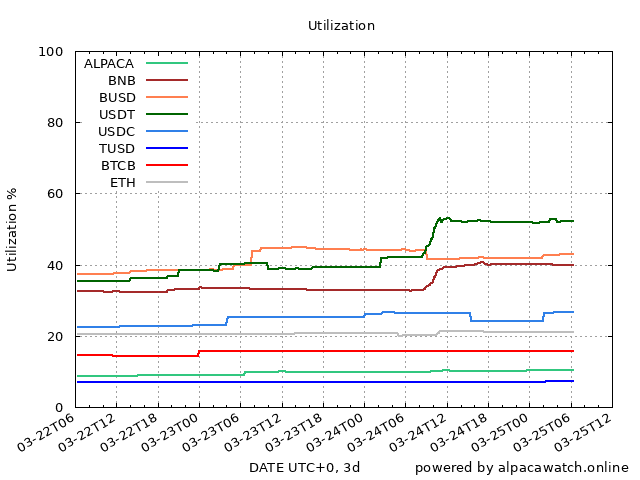 Utilization
Utilization %
100
80
60
40
20
0
ALPACA
BNB
BUSD
USDT
USDC
TUSD
BTCB
ETH
03-22T06
03-22T12
03-22T18
03-23T00
03-23T06
03-23T12
03-23T18
03-24T00
03-24T06
03-24T12
03-24T18
03-25T00
03-25T06
03-25T12
DATE UTC+0, 3d
powered by alpacawatch.online